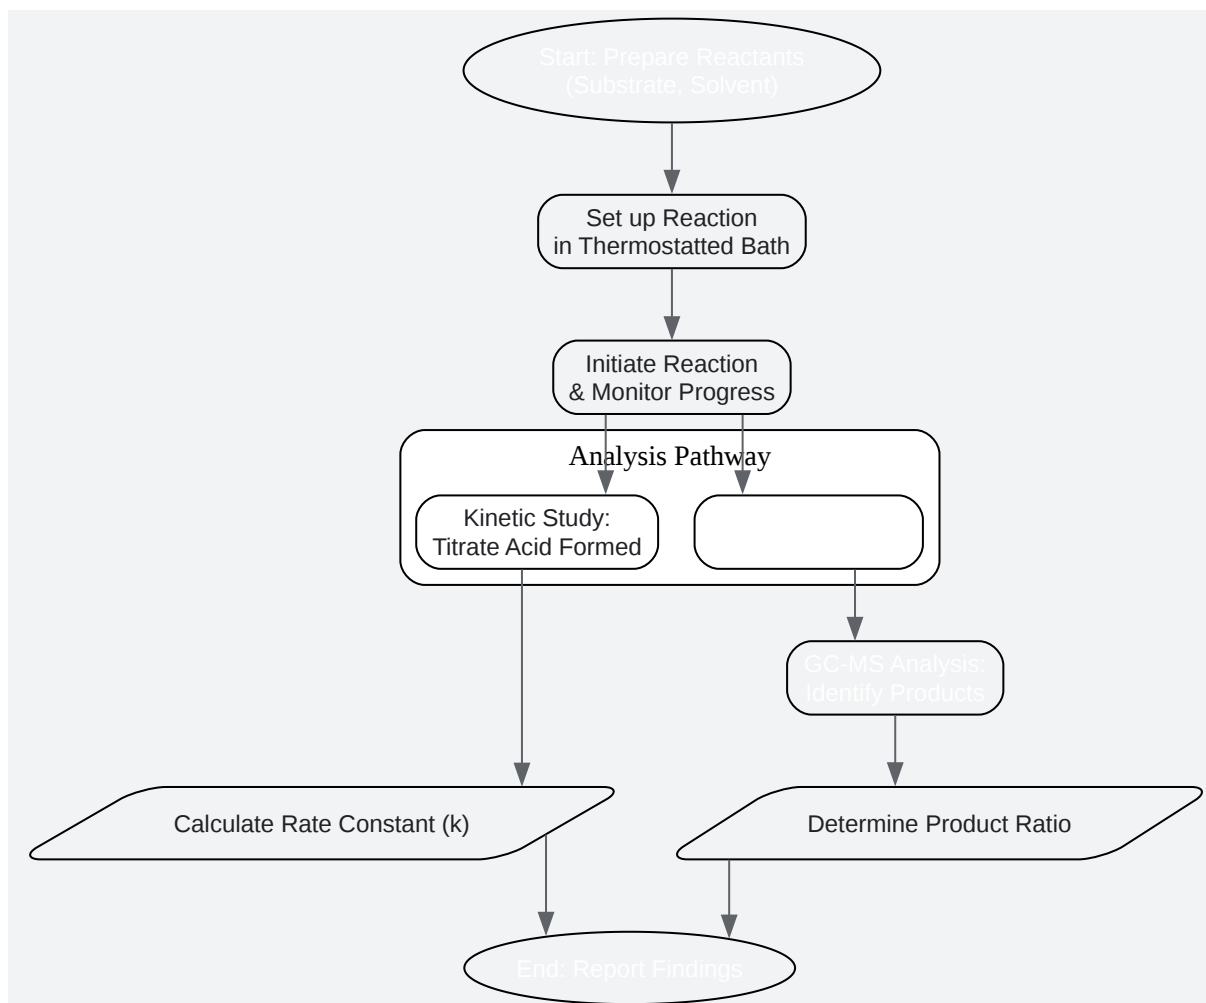 Start: Prepare Reactants
(Substrate, Solvent)
Set up Reaction
in Thermostatted Bath
Initiate Reaction
& Monitor Progress
Analysis Pathway
Kinetic Study:
Titrate Acid Formed
GC-MS Analysis:
Identify Products
Calculate Rate Constant (k)
Determine Product Ratio
End: Report Findings